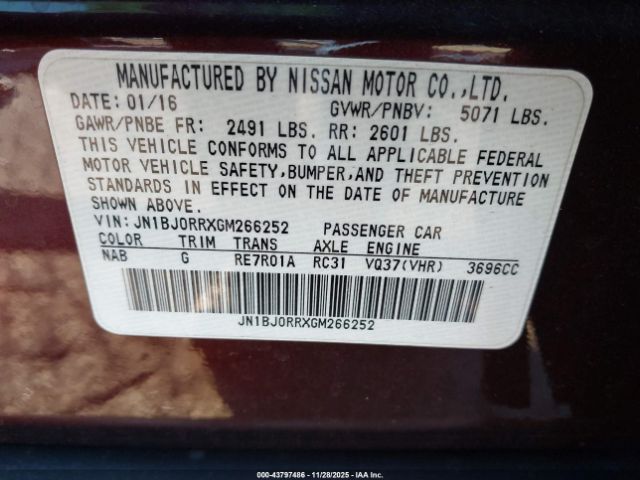 MANUFACTURED BY NISSAN MOTOR CO.,LTD.
DATE: 01/16 GVWR/PNBV: 5071 LBS.
GAWR/PNBE FR: 2491 LBS. RR: 2601 LBS.
THIS VEHICLE CONFORMS TO ALL APPLICABLE FEDERAL
MOTOR VEHICLE SAFETY,BUMPER,AND THEFT PREVENTION
STANDARDS IN EFFECT ON THE DATE OF MANUFACTURE
SHOWN ABOVE.
VIN: JN1BJ0RRXGM266252 PASSENGER CAR
COLOR TRIM TRANS AXLE ENGINE
NAB G RE7R01A RC31 VQ37(VHR) 3696CC
JN1BJ0RRXGM266252
000-43797486 - 11/28/2025 - IAA Inc.